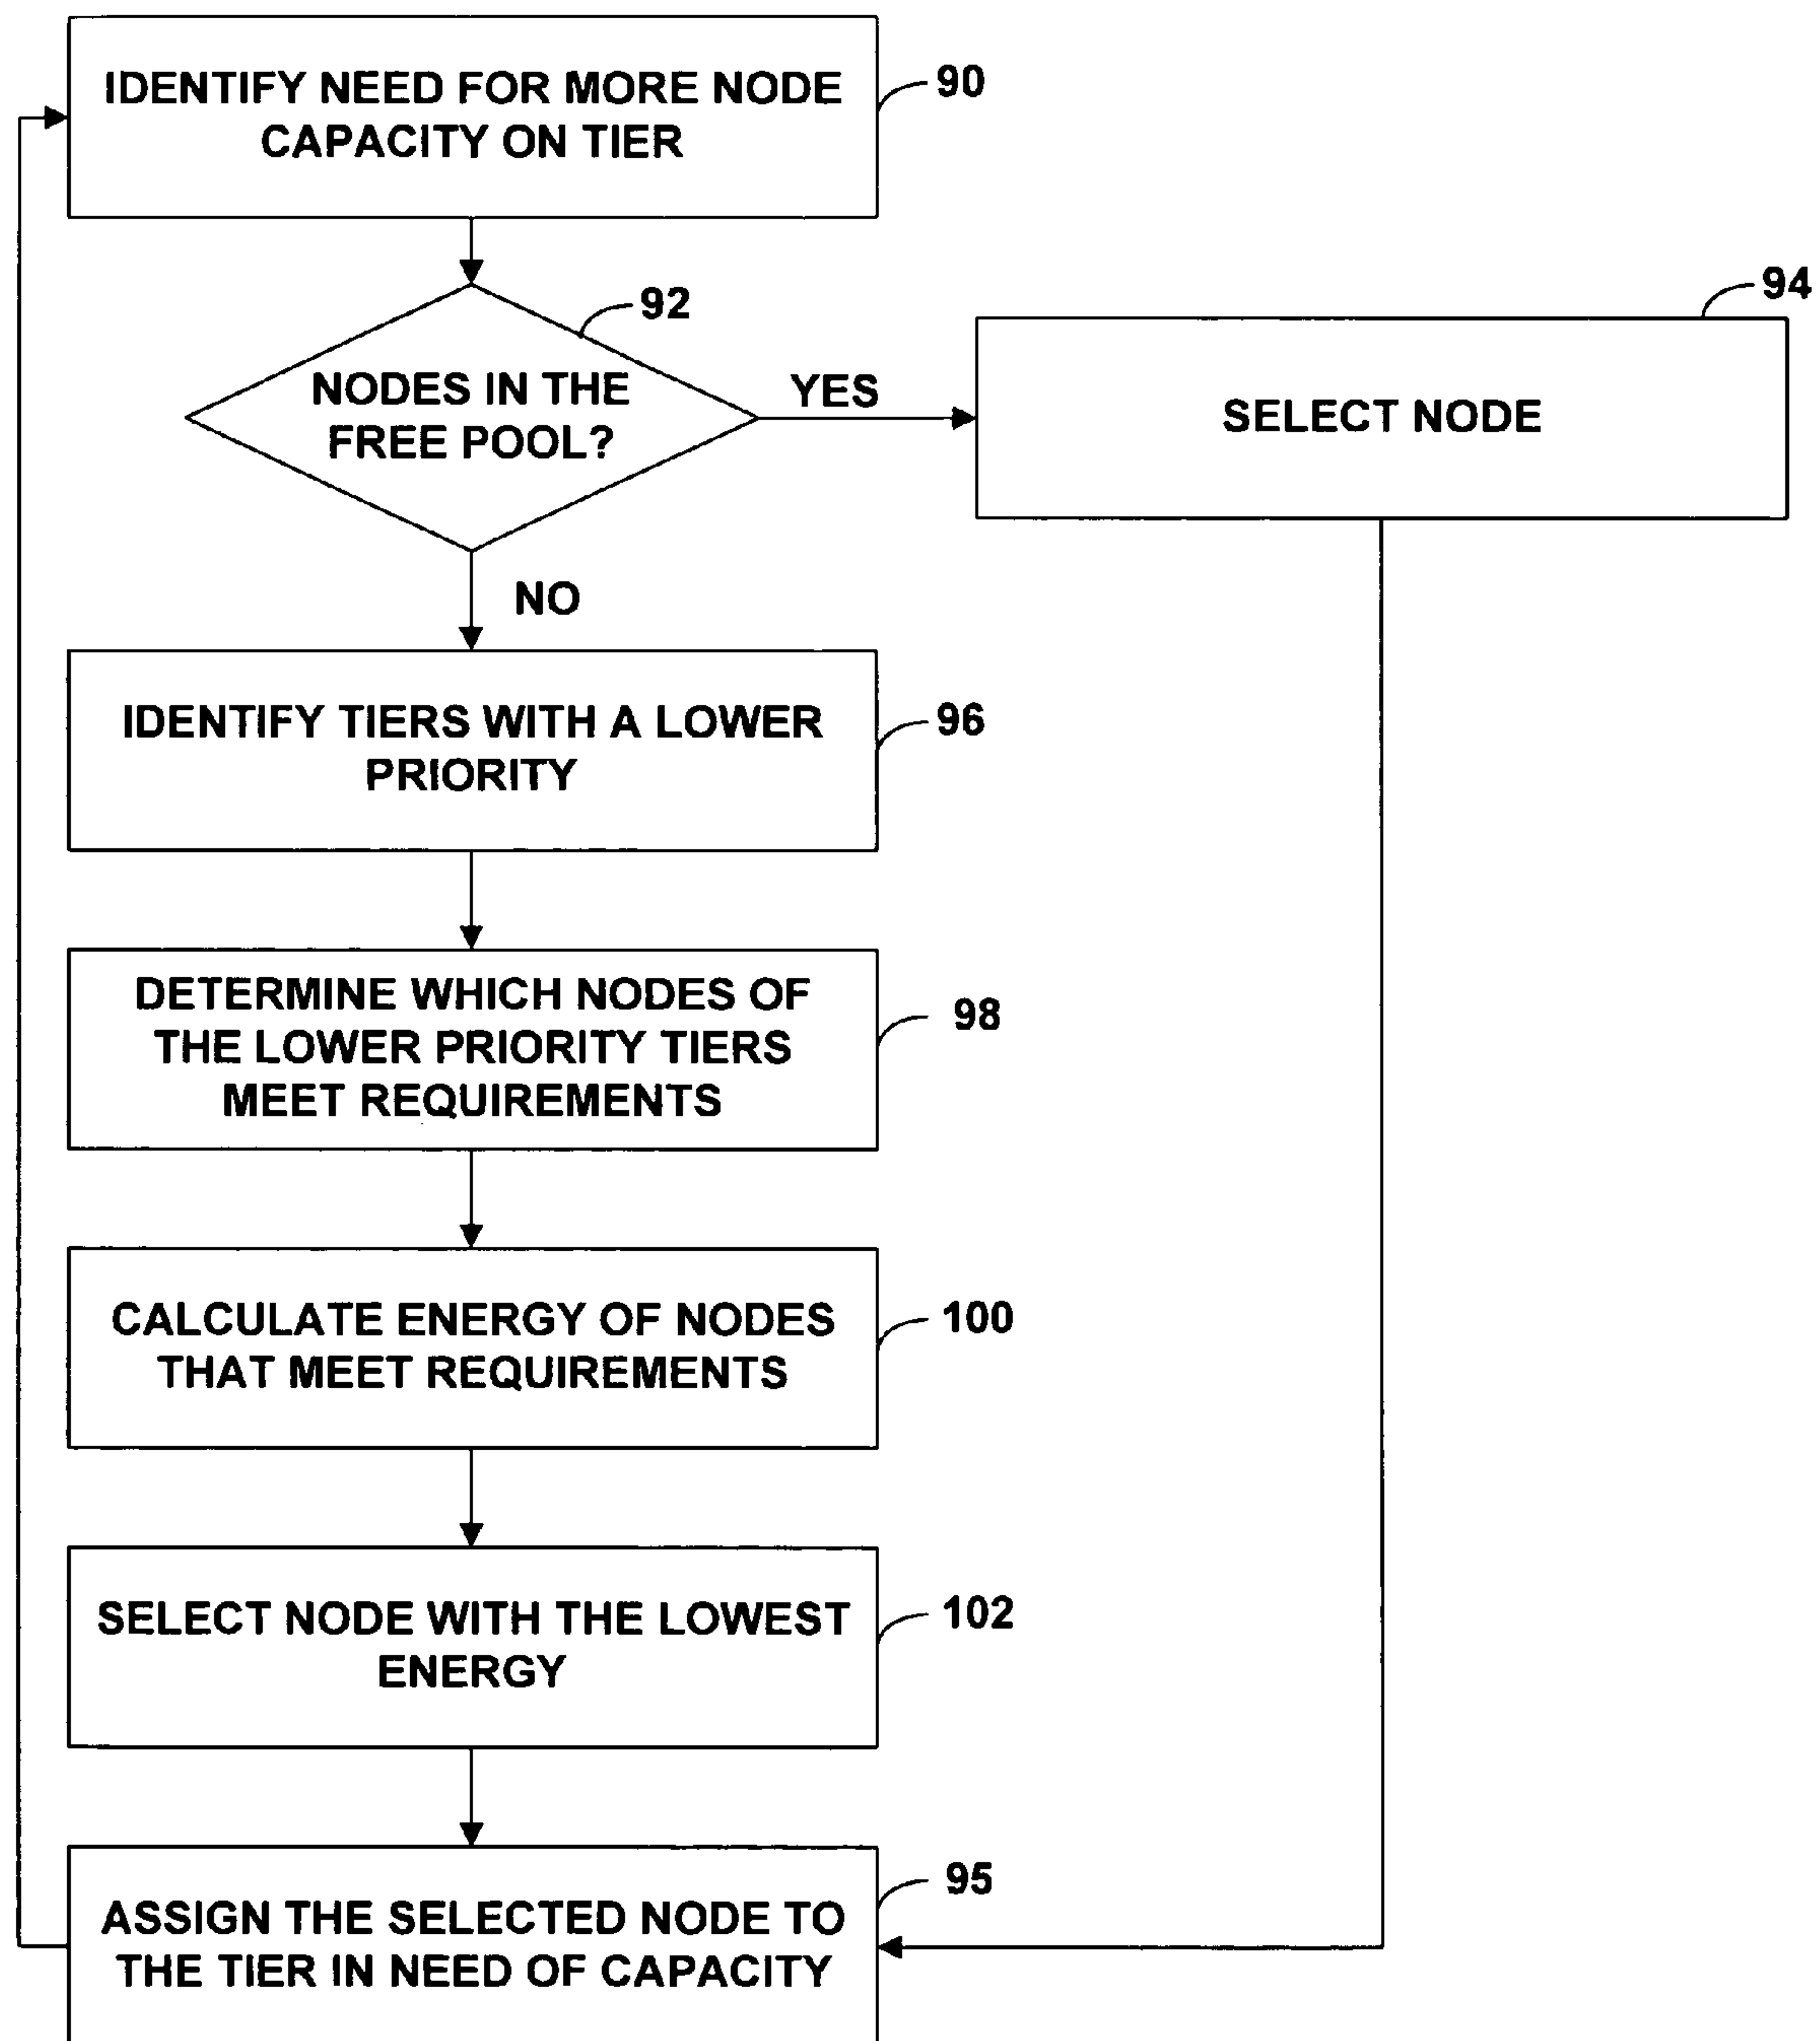 IDENTIFY NEED FOR MORE NODE
CAPACITY ON TIER
90
92
NODES IN THE
FREE POOL?
YES
94
SELECT NODE
NO
IDENTIFY TIERS WITH A LOWER
PRIORITY
96
DETERMINE WHICH NODES OF
THE LOWER PRIORITY TIERS
MEET REQUIREMENTS
98
CALCULATE ENERGY OF NODES
THAT MEET REQUIREMENTS
100
SELECT NODE WITH THE LOWEST
ENERGY
102
ASSIGN THE SELECTED NODE TO
THE TIER IN NEED OF CAPACITY
95